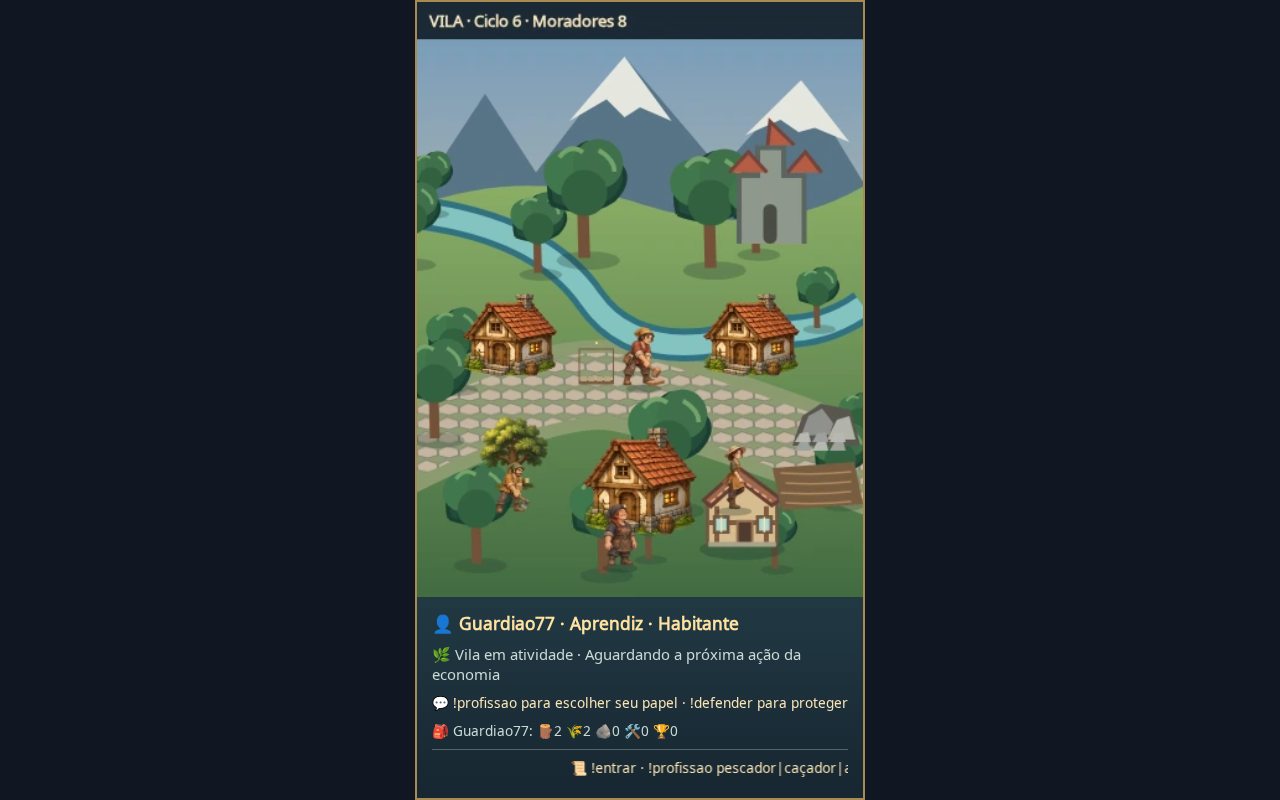 VILA · Ciclo 6 · Moradores 8
Guardiao77 · Aprendiz · Habitante
Vila em atividade · Aguardando a próxima ação da
economia
!profissao para escolher seu papel · !defender para proteger
Guardiao77: 2 2 0 0 0
!entrar · !profissao pescador|caçador|